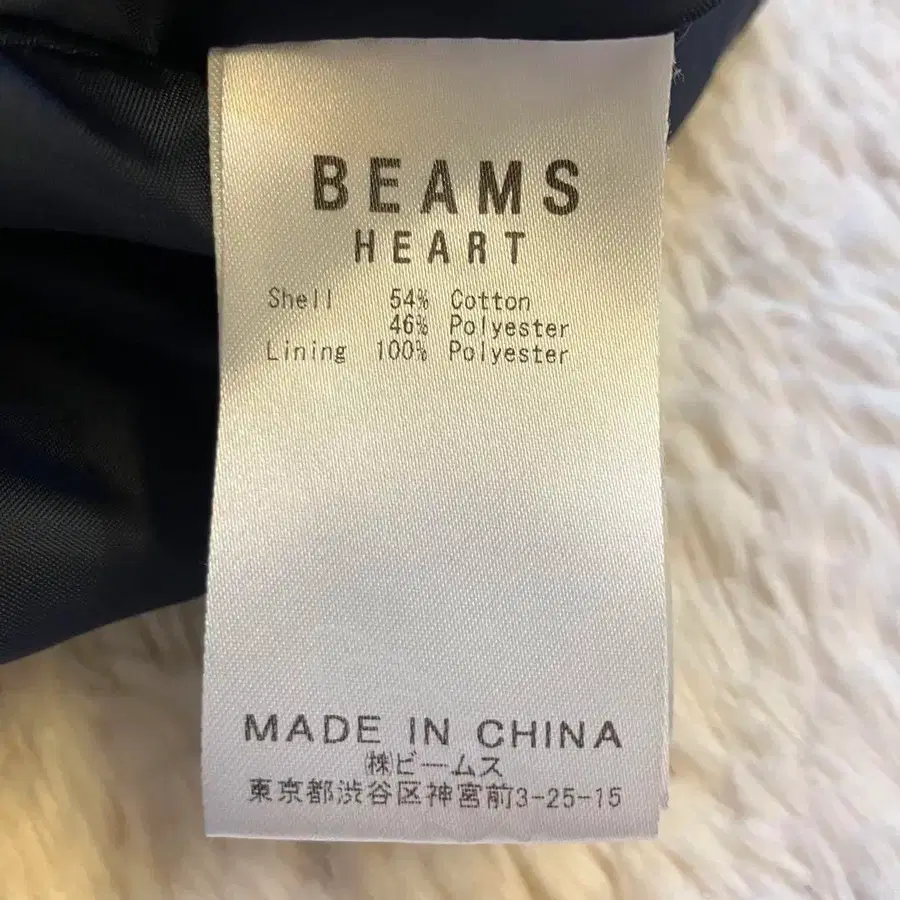 BEAMS
HEART
Shell 54% Cotton
46% Polyester
Lining 100% Polyester
MADE IN CHINA
㈱ビームス
東京都渋谷区神宮前3-25-15